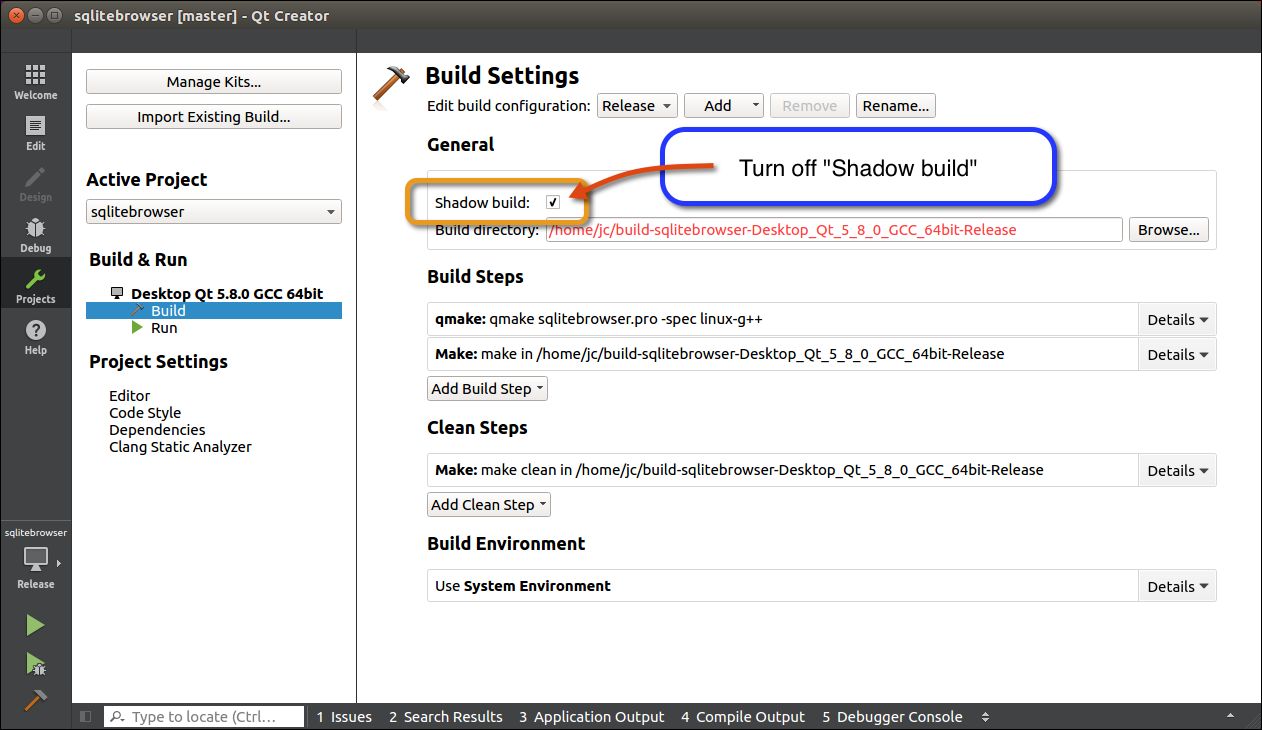 sqlitebrowser [master] - Qt Creator
Welcome
Edit
Design
Debug
Projects
Help
sqlitebrowser
Release
Manage Kits...
Import Existing Build...
Active Project
sqlitebrowser
Build & Run
Desktop Qt 5.8.0 GCC 64bit
Build
Run
Project Settings
Editor
Code Style
Dependencies
Clang Static Analyzer
Build Settings
Edit build configuration: Release Add Remove Rename...
General
Turn off "Shadow build"
Shadow build:
Build directory: /home/jc/build-sqlitebrowser-Desktop_Qt_5_8_0_GCC_64bit-Release Browse...
Build Steps
qmake: qmake sqlitebrowser.pro -spec linux-g++ Details
Make: make in /home/jc/build-sqlitebrowser-Desktop_Qt_5_8_0_GCC_64bit-Release Details
Add Build Step
Clean Steps
Make: make clean in /home/jc/build-sqlitebrowser-Desktop_Qt_5_8_0_GCC_64bit-Release Details
Add Clean Step
Build Environment
Use System Environment Details
Type to locate (Ctrl... 1 Issues 2 Search Results 3 Application Output 4 Compile Output 5 Debugger Console